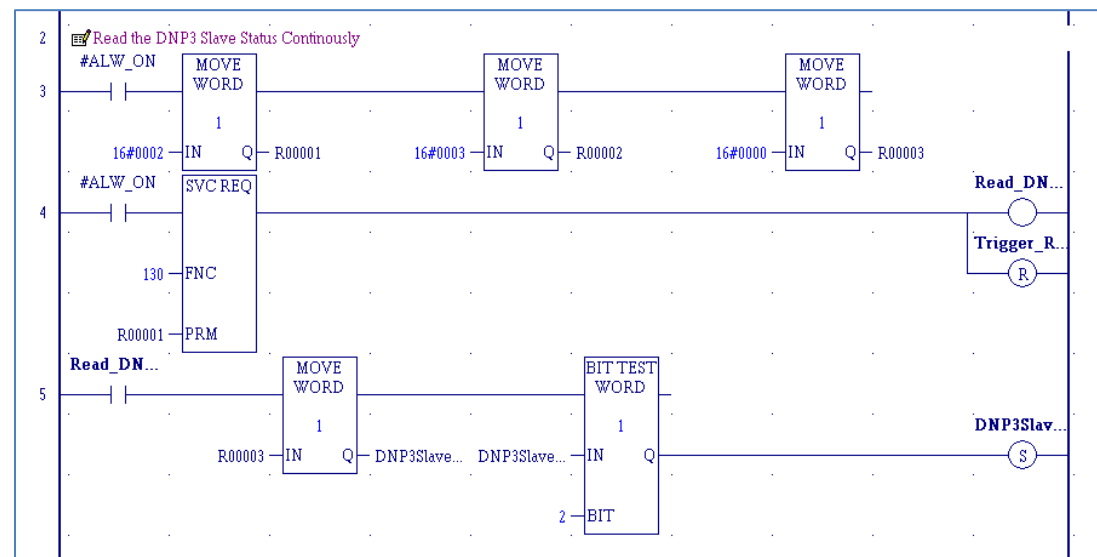 2 Read the DNP3 Slave Status Continously
#ALW_ON
MOVE WORD MOVE WORD MOVE WORD
3
1 1 1
16#0002 IN Q R00001 16#0003 IN Q R00002 16#0000 IN Q R00003
#ALW_ON SVC REQ Read_DN...
4
Trigger_R...
130 FNC R
R00001 PRM
Read_DN... MOVE WORD BIT TEST WORD
5
1 1 DNP3Slav...
R00003 IN Q DNP3Slave... DNP3Slave... IN Q S
2 BIT